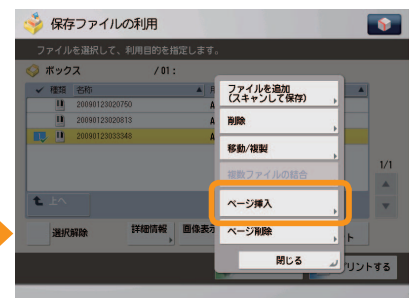 保存ファイルの利用
ファイルを選択して、利用目的を指定します。
ボックス /01:
種類 名称
20090123020750
20090123020813
20090123033348
上へ
選択解除
詳細情報
画像表示
ファイルを追加
(スキャンして保存)
削除
移動/複製
複数ファイルの結合
ページ挿入
ページ削除
閉じる
1/1
プリントする